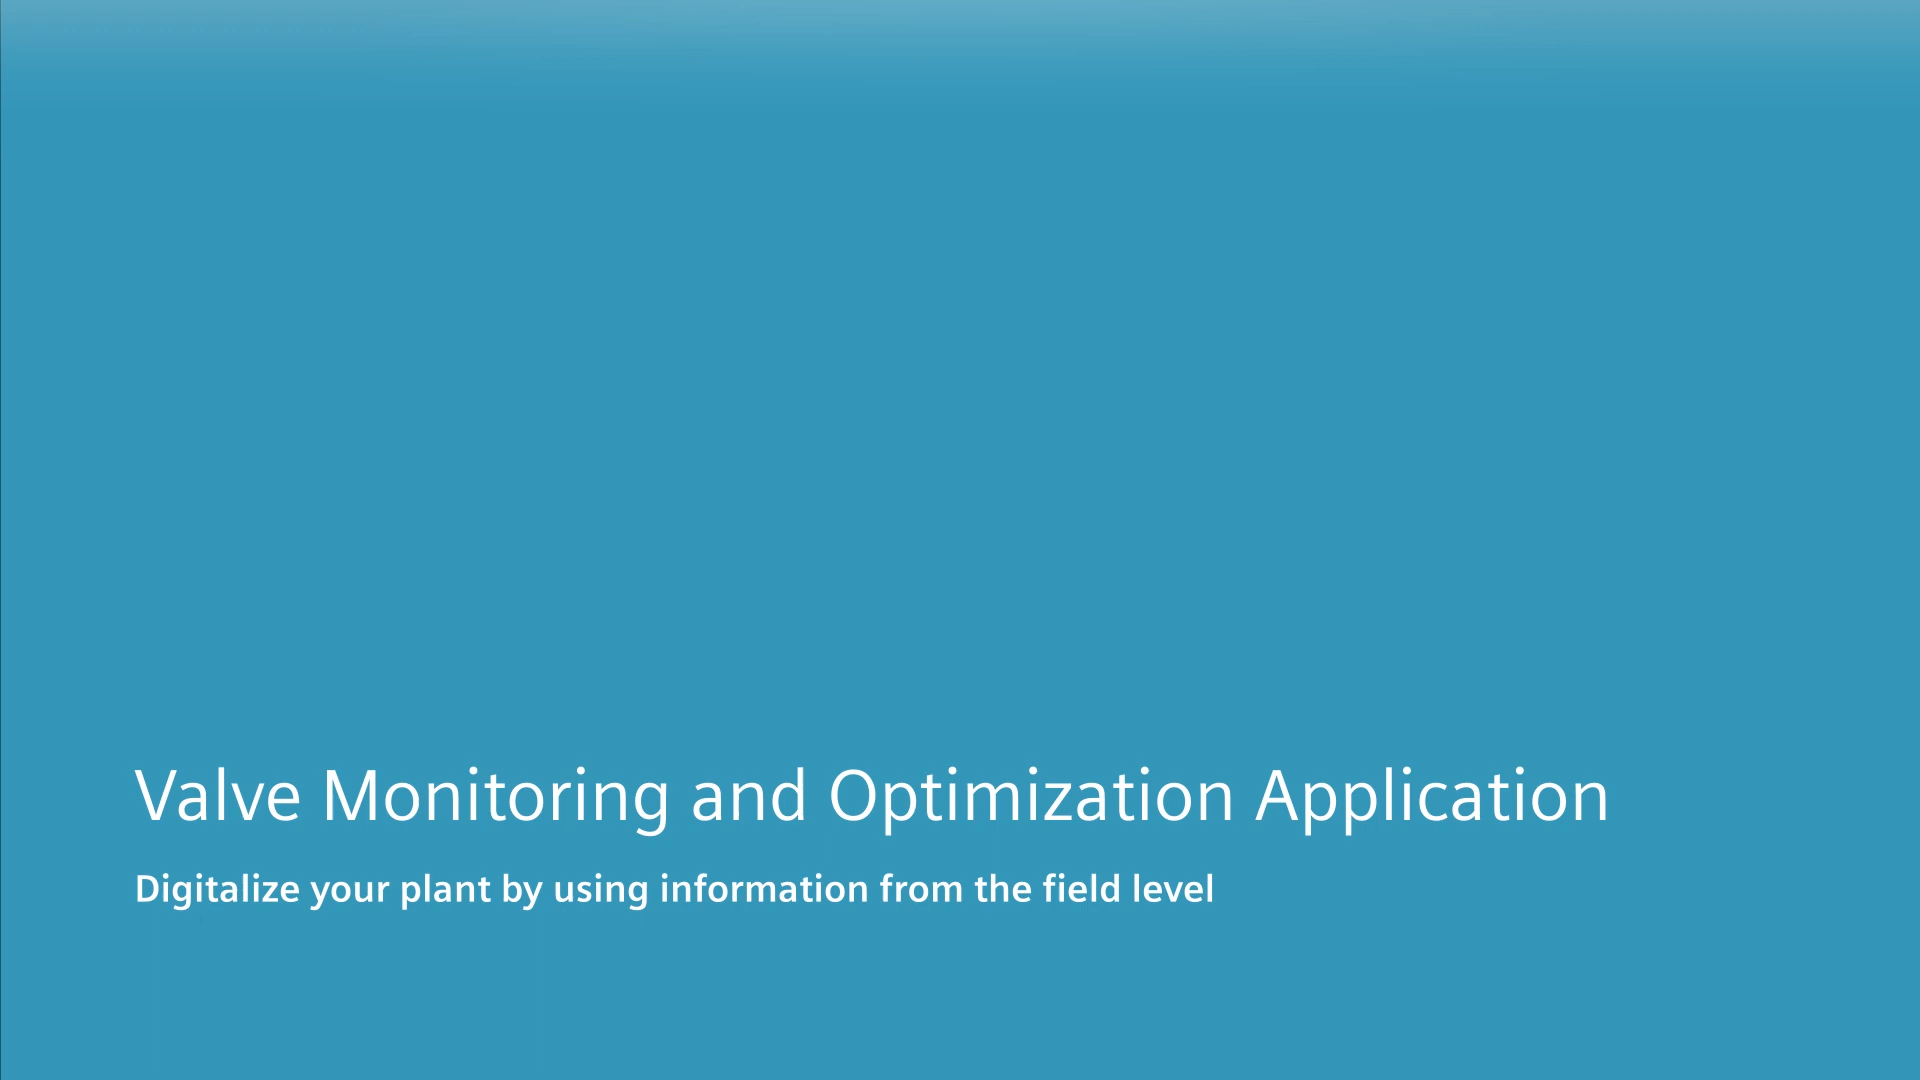 Valve Monitoring and Optimization Application
Digitalize your plant by using information from the field level